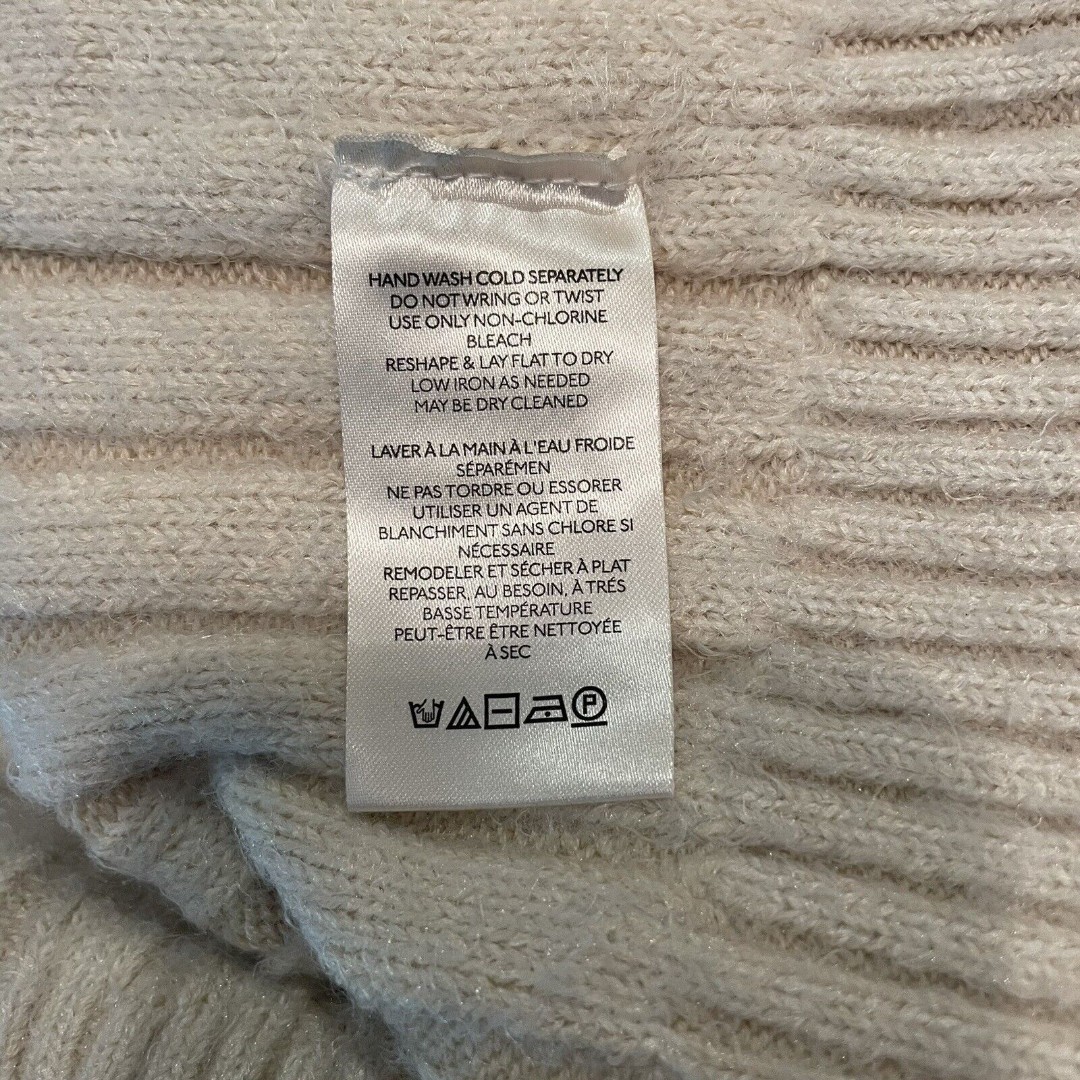 HAND WASH COLD SEPARATELY
DO NOT WRING OR TWIST
USE ONLY NON-CHLORINE
BLEACH
RESHAPE & LAY FLAT TO DRY
LOW IRON AS NEEDED
MAY BE DRY CLEANED
LAVER À LA MAIN À L'EAU FROIDE
SÉPARÉMEN
NE PAS TORDRE OU ESSORER
UTILISER UN AGENT DE
BLANCHIMENT SANS CHLORE SI
NÉCESSAIRE
REMODELER ET SÉCHER À PLAT
REPASSER, AU BESOIN, À TRÉS
BASSE TEMPÉRATURE
PEUT-ÊTRE ÊTRE NETTOYÉE
À SEC
P